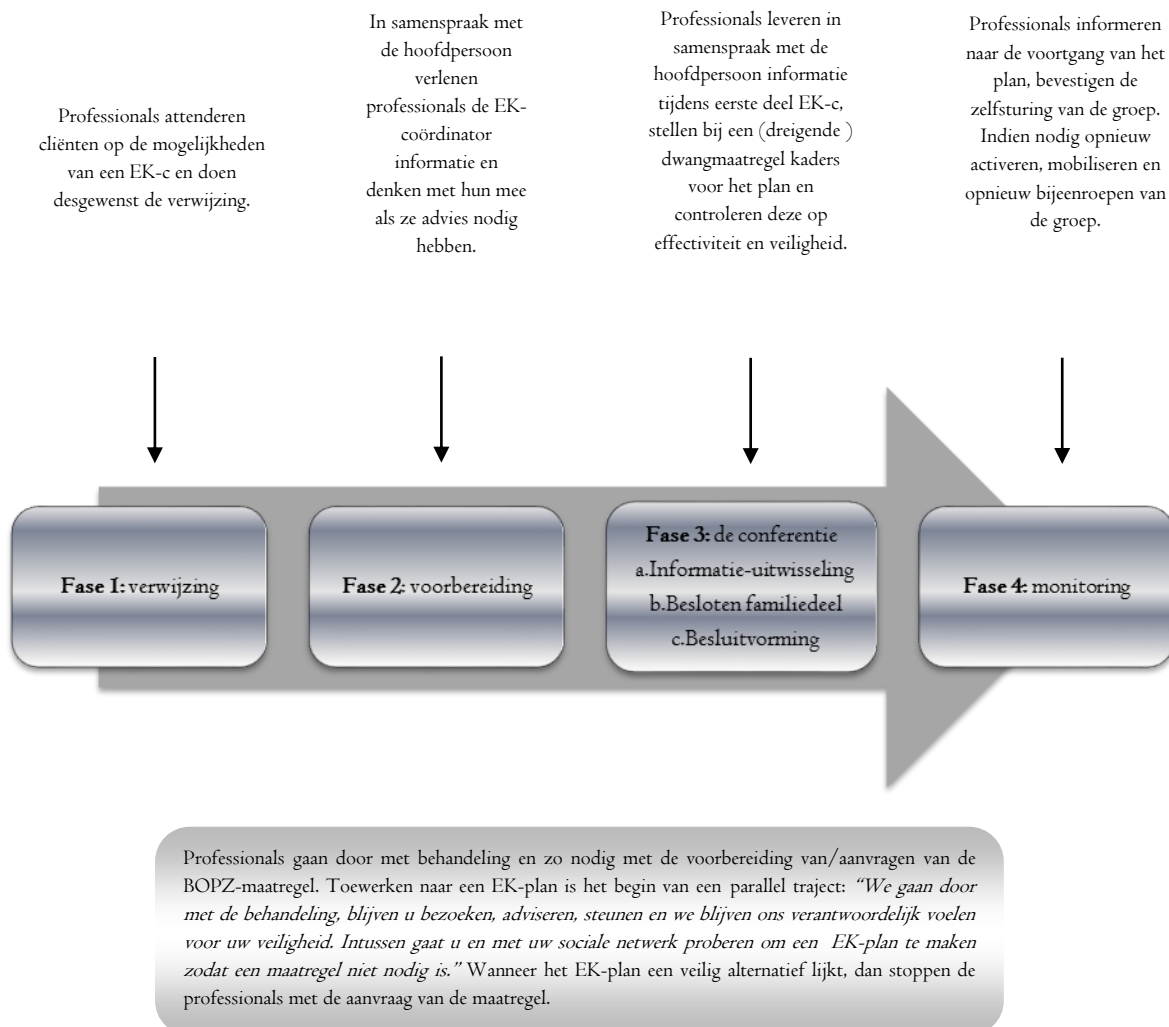 Professionals attenderen
cliënten op de mogelijkheden
van een EK-c en doen
desgewenst de verwijzing.
In samenspraak met
de hoofdpersoon
verlenen
professionals de EK-
coördinator
informatie en
denken met hun mee
als ze advies nodig
hebben.
Professionals leveren in
samenspraak met de
hoofdpersoon informatie
tijdens eerste deel EK-c,
stellen bij een (dreigende )
dwangmaatregel kaders
voor het plan en
controleren deze op
effectiviteit en veiligheid.
Professionals informeren
naar de voortgang van het
plan, bevestigen de
zelfsturing van de groep.
Indien nodig opnieuw
activeren, mobiliseren en
opnieuw bijeenroepen van
de groep.
Fase 1: verwijzing
Fase 2: voorbereiding
Fase 3: de conferentie
a.Informatie-uitwisseling
b.Besloten familiedeel
c.Besluitvorming
Fase 4: monitoring
Professionals gaan door met behandeling en zo nodig met de voorbereiding van/aanvragen van de
BOPZ-maatregel. Toewerken naar een EK-plan is het begin van een parallel traject: “We gaan door
met de behandeling, blijven u bezoeken, adviseren, steunen en we blijven ons verantwoordelijk voelen
voor uw veiligheid. Intussen gaat u en met uw sociale netwerk proberen om een EK-plan te maken
zodat een maatregel niet nodig is.” Wanneer het EK-plan een veilig alternatief lijkt, dan stoppen de
professionals met de aanvraag van de maatregel.